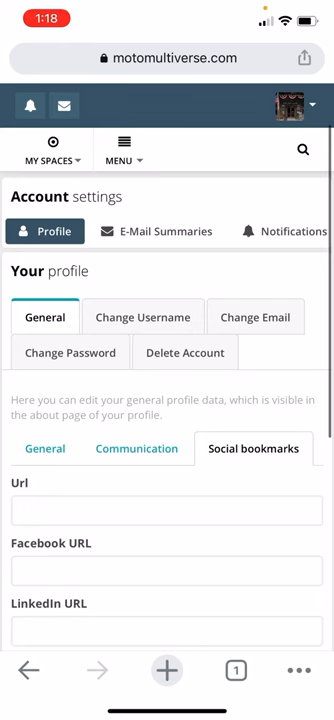 1:18
motomultiverse.com
MY SPACES
MENU
Account settings
Profile
E-Mail Summaries
Notifications
Your profile
General
Change Username
Change Email
Change Password
Delete Account
Here you can edit your general profile data, which is visible in
the about page of your profile.
General
Communication
Social bookmarks
Url
Facebook URL
LinkedIn URL
1